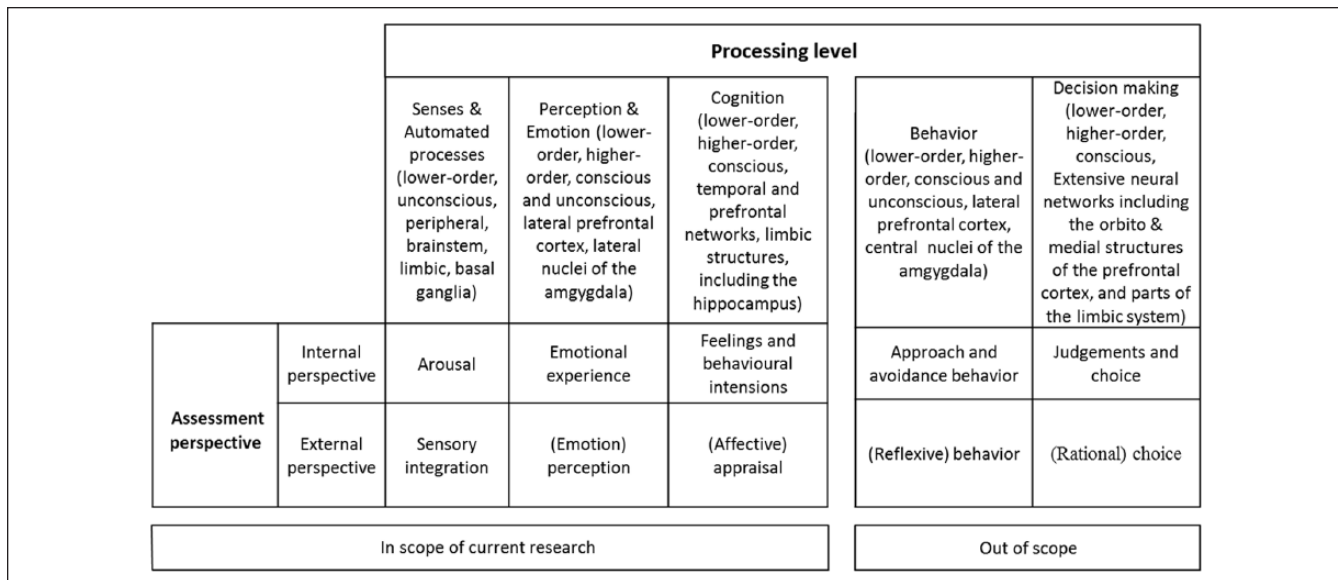 Processing level
Senses &
Automated
processes
(lower-order,
unconscious,
peripheral,
brainstem,
limbic, basal
ganglia)
Perception &
Emotion (lower-
order, higher-
order, conscious
and unconscious,
lateral prefrontal
cortex, lateral
nuclei of the
amgygdala)
Cognition
(lower-order,
higher-order,
conscious,
temporal and
prefrontal
networks, limbic
structures,
including the
hippocampus)
Behavior
(lower-order, higher-
order, conscious and
unconscious, lateral
prefrontal cortex,
central nuclei of the
amgygdala)
Decision making
(lower-order,
higher-order,
conscious,
Extensive neural
networks including
the orbito &
medial structures
of the prefrontal
cortex, and parts of
the limbic system)
Assessment
perspective
Internal
perspective
Arousal
Emotional
experience
Feelings and
behavioural
intensions
Approach and
avoidance behavior
Judgements and
choice
External
perspective
Sensory
integration
(Emotion)
perception
(Affective)
appraisal
(Reflexive) behavior
(Rational) choice
In scope of current research
Out of scope